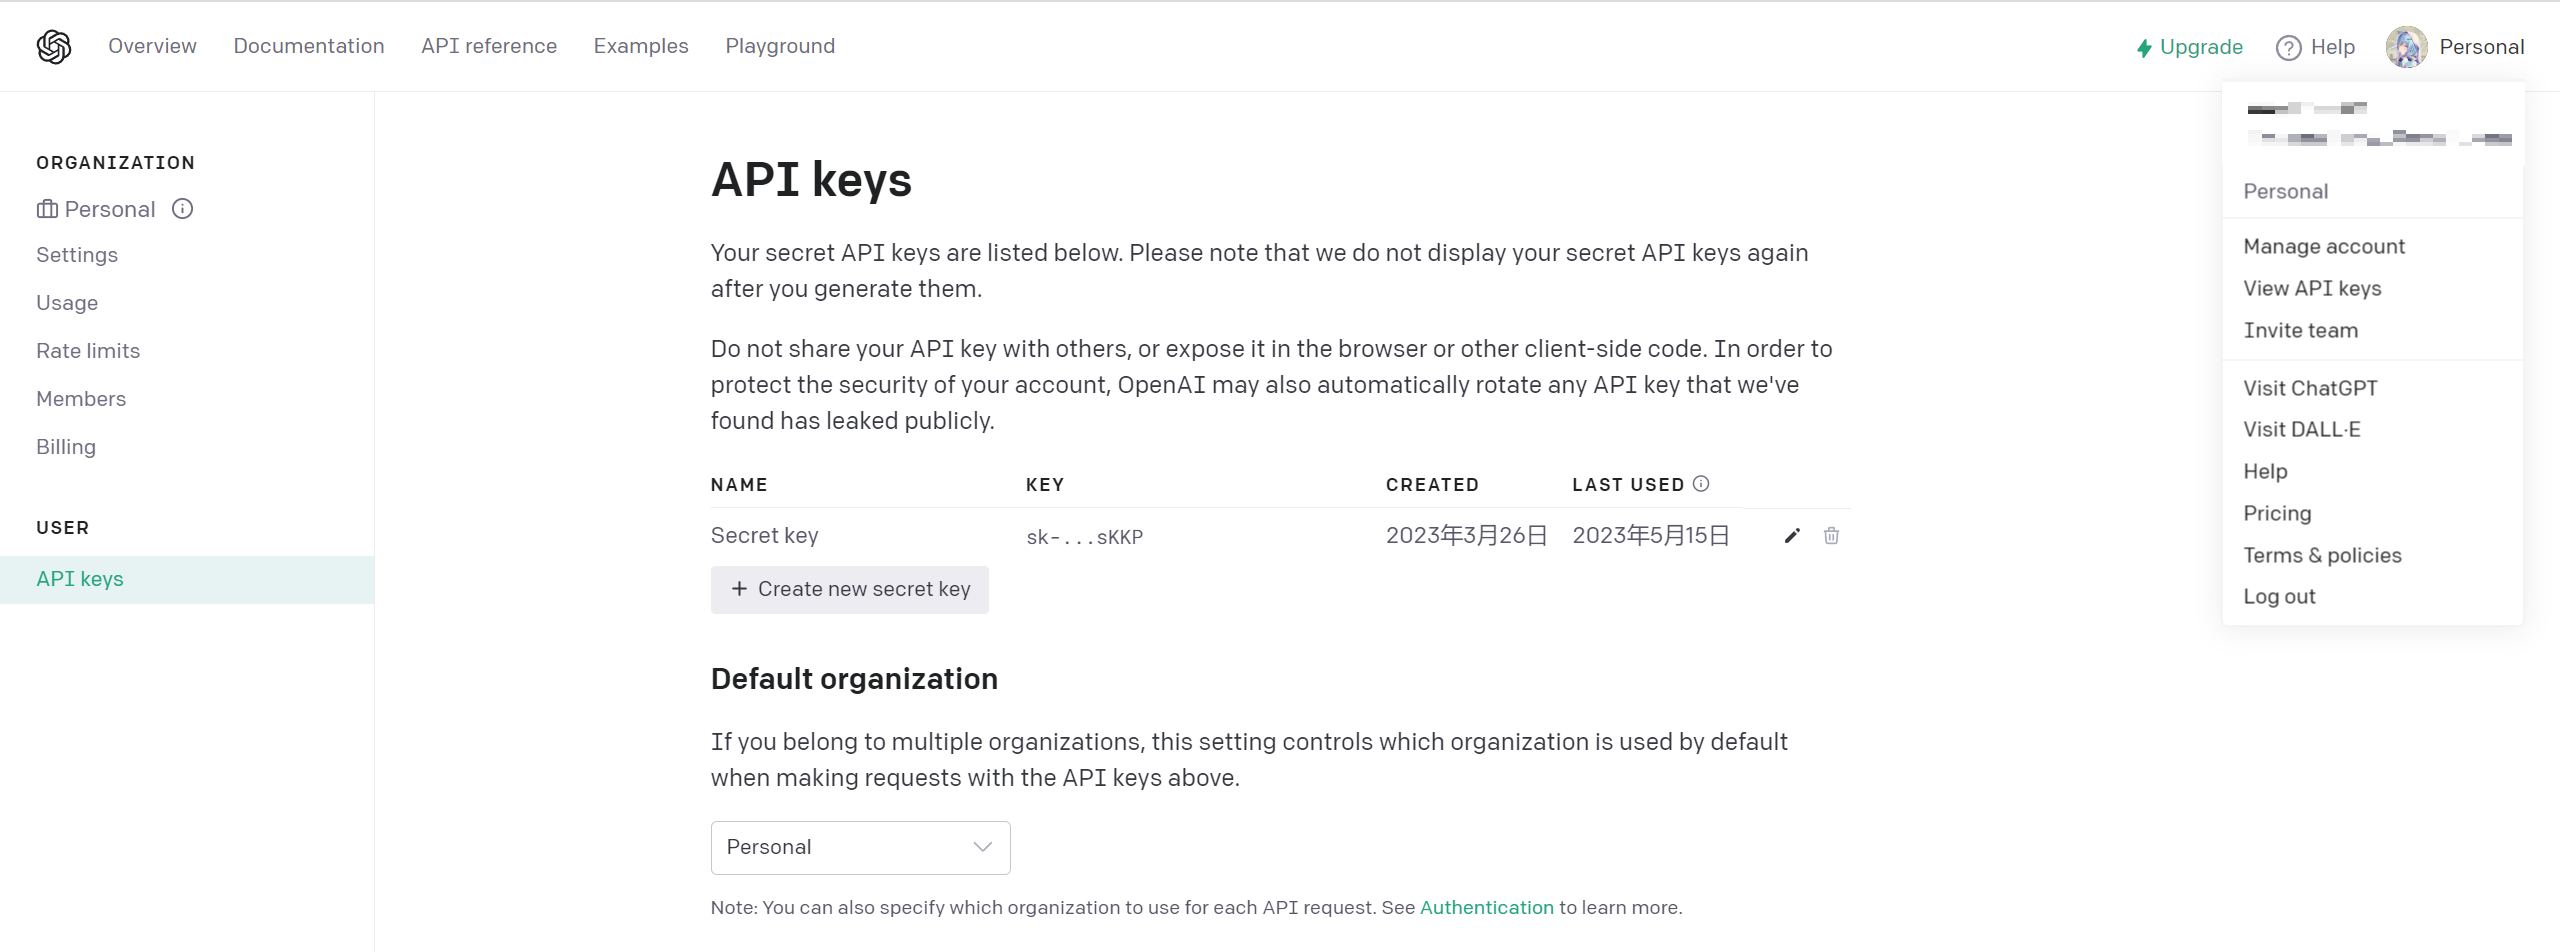 Overview Documentation API reference Examples Playground Upgrade Help Personal
ORGANIZATION
Personal
Settings
Usage
Rate limits
Members
Billing
USER
API keys
API keys
Your secret API keys are listed below. Please note that we do not display your secret API keys again
after you generate them.
Do not share your API key with others, or expose it in the browser or other client-side code. In order to
protect the security of your account, OpenAI may also automatically rotate any API key that we've
found has leaked publicly.
NAME KEY CREATED LAST USED
Secret key sk-...sKKP 2023年3月26日 2023年5月15日
+ Create new secret key
Default organization
If you belong to multiple organizations, this setting controls which organization is used by default
when making requests with the API keys above.
Personal
Note: You can also specify which organization to use for each API request. See Authentication to learn more.
Personal
Manage account
View API keys
Invite team
Visit ChatGPT
Visit DALL·E
Help
Pricing
Terms & policies
Log out